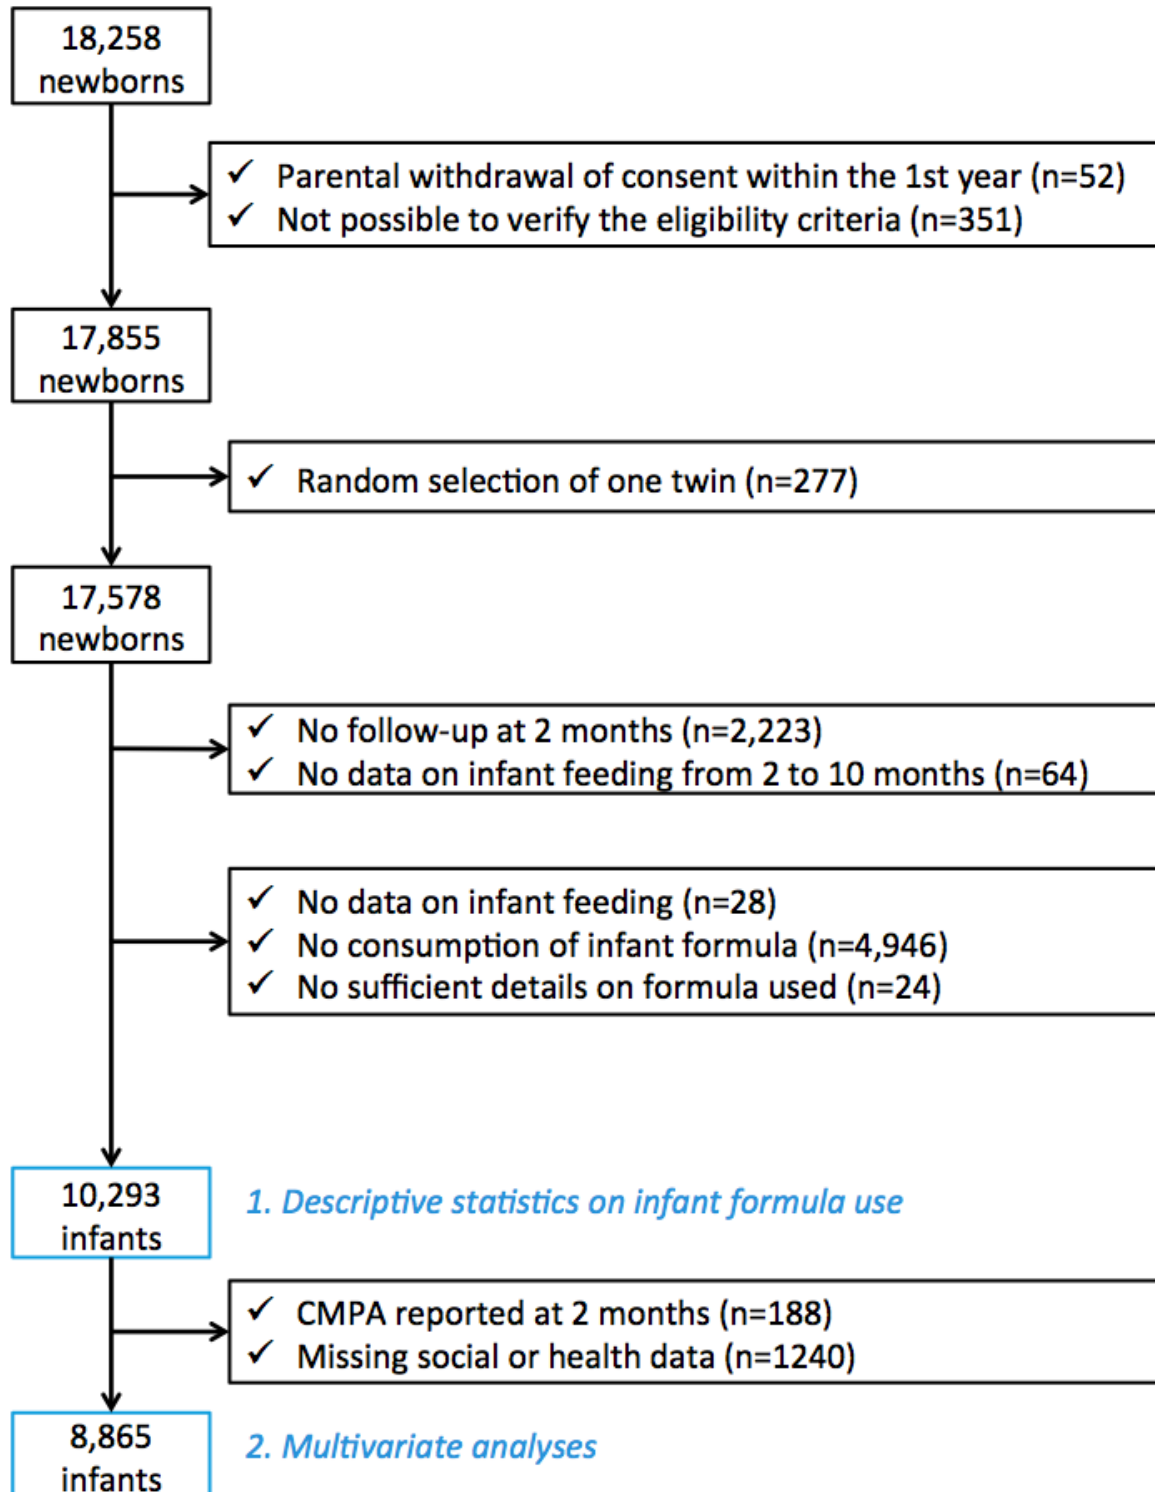 18,258
newborns
✓ Parental withdrawal of consent within the 1st year (n=52)
✓ Not possible to verify the eligibility criteria (n=351)
17,855
newborns
✓ Random selection of one twin (n=277)
17,578
newborns
✓ No follow-up at 2 months (n=2,223)
✓ No data on infant feeding from 2 to 10 months (n=64)
✓ No data on infant feeding (n=28)
✓ No consumption of infant formula (n=4,946)
✓ No sufficient details on formula used (n=24)
10,293
infants
1. Descriptive statistics on infant formula use
✓ CMPA reported at 2 months (n=188)
✓ Missing social or health data (n=1240)
8,865
infants
2. Multivariate analyses